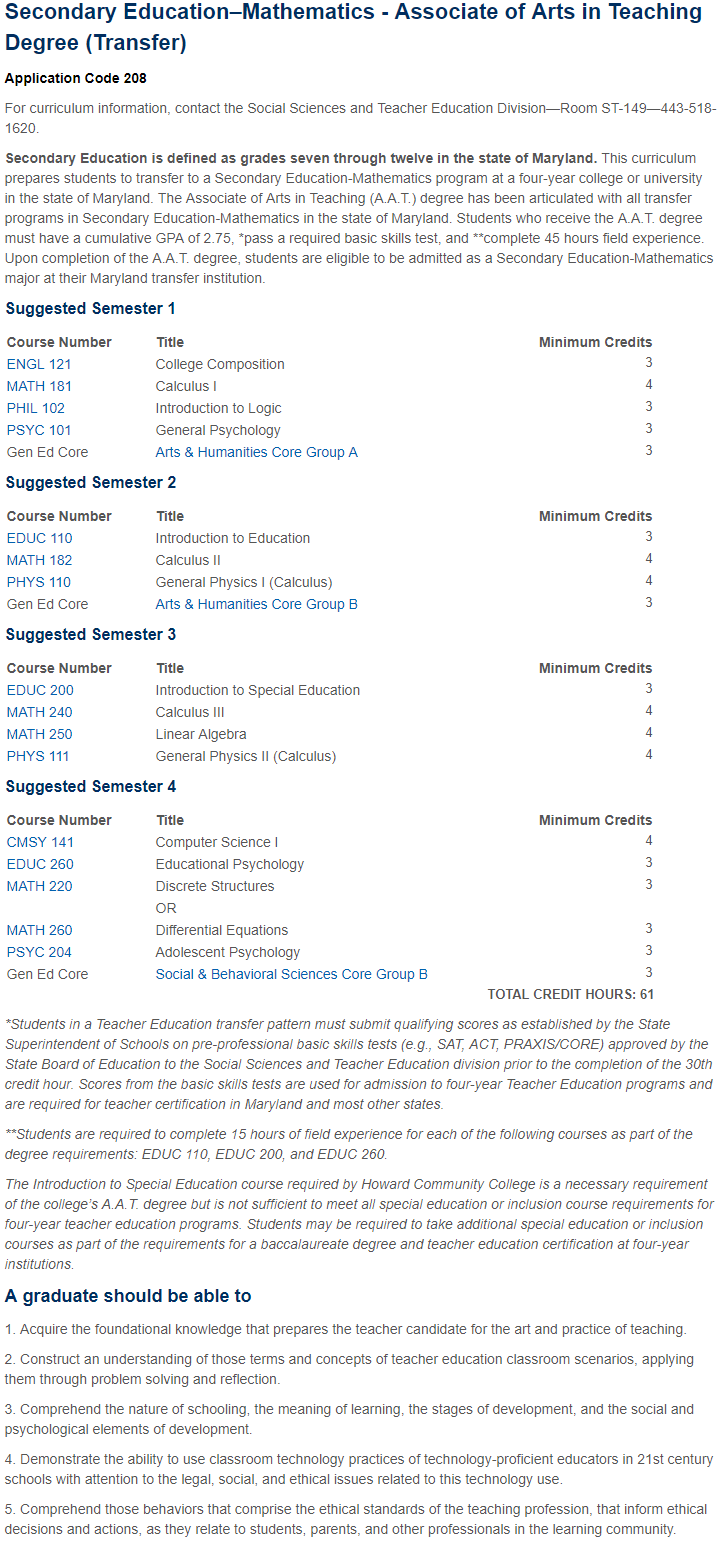 Secondary Education–Mathematics - Associate of Arts in Teaching
Degree (Transfer)
Application Code 208
For curriculum information, contact the Social Sciences and Teacher Education Division—Room ST-149—443-518-
1620.
Secondary Education is defined as grades seven through twelve in the state of Maryland. This curriculum
prepares students to transfer to a Secondary Education-Mathematics program at a four-year college or university
in the state of Maryland. The Associate of Arts in Teaching (A.A.T.) degree has been articulated with all transfer
programs in Secondary Education-Mathematics in the state of Maryland. Students who receive the A.A.T. degree
must have a cumulative GPA of 2.75, *pass a required basic skills test, and **complete 45 hours field experience.
Upon completion of the A.A.T. degree, students are eligible to be admitted as a Secondary Education-Mathematics
major at their Maryland transfer institution.
Suggested Semester 1
Course Number Title Minimum Credits
ENGL 121 College Composition 3
MATH 181 Calculus I 4
PHIL 102 Introduction to Logic 3
PSYC 101 General Psychology 3
Gen Ed Core Arts & Humanities Core Group A 3
Suggested Semester 2
Course Number Title Minimum Credits
EDUC 110 Introduction to Education 3
MATH 182 Calculus II 4
PHYS 110 General Physics I (Calculus) 4
Gen Ed Core Arts & Humanities Core Group B 3
Suggested Semester 3
Course Number Title Minimum Credits
EDUC 200 Introduction to Special Education 3
MATH 240 Calculus III 4
MATH 250 Linear Algebra 4
PHYS 111 General Physics II (Calculus) 4
Suggested Semester 4
Course Number Title Minimum Credits
CMSY 141 Computer Science I 4
EDUC 260 Educational Psychology 3
MATH 220 Discrete Structures 3
OR
MATH 260 Differential Equations 3
PSYC 204 Adolescent Psychology 3
Gen Ed Core Social & Behavioral Sciences Core Group B 3
TOTAL CREDIT HOURS: 61
*Students in a Teacher Education transfer pattern must submit qualifying scores as established by the State
Superintendent of Schools on pre-professional basic skills tests (e.g., SAT, ACT, PRAXIS/CORE) approved by the
State Board of Education to the Social Sciences and Teacher Education division prior to the completion of the 30th
credit hour. Scores from the basic skills tests are used for admission to four-year Teacher Education programs and
are required for teacher certification in Maryland and most other states.
**Students are required to complete 15 hours of field experience for each of the following courses as part of the
degree requirements: EDUC 110, EDUC 200, and EDUC 260.
The Introduction to Special Education course required by Howard Community College is a necessary requirement
of the college's A.A.T. degree but is not sufficient to meet all special education or inclusion course requirements for
four-year teacher education programs. Students may be required to take additional special education or inclusion
courses as part of the requirements for a baccalaureate degree and teacher education certification at four-year
institutions.
A graduate should be able to
1. Acquire the foundational knowledge that prepares the teacher candidate for the art and practice of teaching.
2. Construct an understanding of those terms and concepts of teacher education classroom scenarios, applying
them through problem solving and reflection.
3. Comprehend the nature of schooling, the meaning of learning, the stages of development, and the social and
psychological elements of development.
4. Demonstrate the ability to use classroom technology practices of technology-proficient educators in 21st century
schools with attention to the legal, social, and ethical issues related to this technology use.
5. Comprehend those behaviors that comprise the ethical standards of the teaching profession, that inform ethical
decisions and actions, as they relate to students, parents, and other professionals in the learning community.